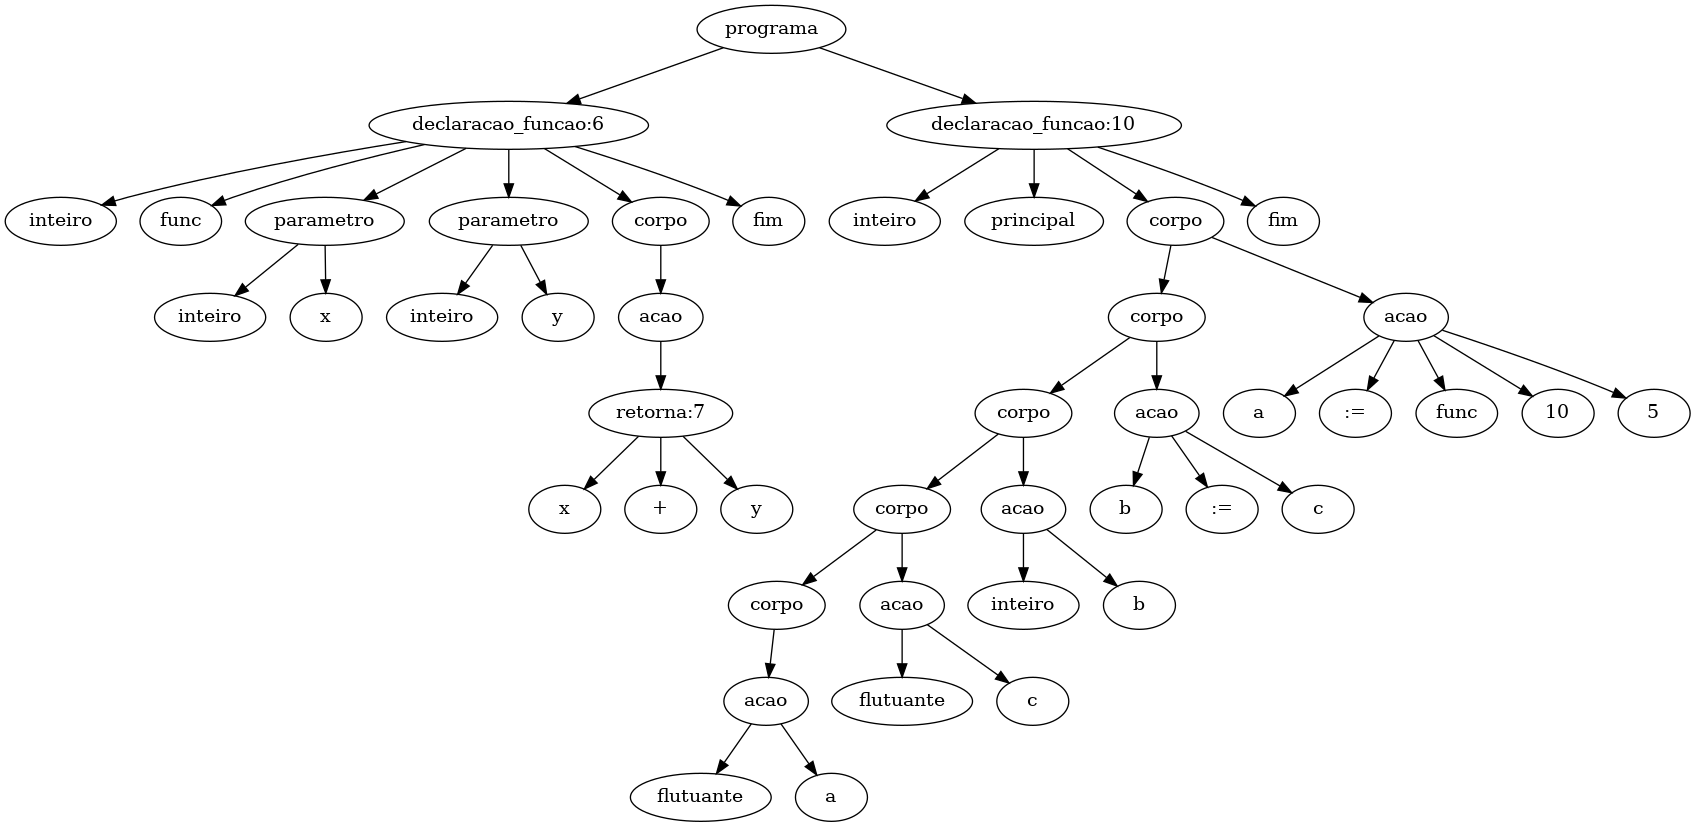 programa
declaracao_funcao:6
declaracao_funcao:10
inteiro
func
parametro
parametro
corpo
fim
inteiro
principal
corpo
fim
inteiro
x
inteiro
y
acao
corpo
acao
retorna:7
corpo
acao
a
:=
func
10
5
x
+
y
corpo
acao
b
:=
c
corpo
acao
inteiro
b
acao
flutuante
c
flutuante
a